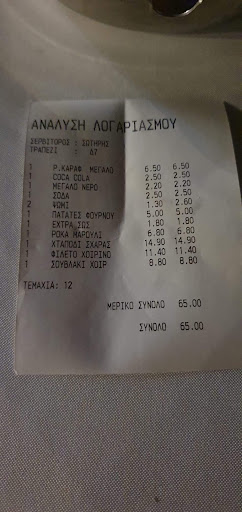 ΑΝΑΛΥΣΗ ΛΟΓΑΡΙΑΣΜΟΥ
ΣΕΡΒΙΤΟΡΟΣ : ΣΩΤΗΡΗΣ
ΤΡΑΠΕΖΙ : Δ7
1 Ρ.ΚΑΡΑΦ ΜΕΓΑΛΟ 6.50 6.50
1 COCA COLA 2.50 2.50
1 ΜΕΓΑΛΟ ΝΕΡΟ 2.20 2.20
1 ΣΟΔΑ 2.50 2.50
2 ΨΩΜΙ 1.30 2.60
1 ΠΑΤΑΤΕΣ ΦΟΥΡΝΟΥ 5.00 5.00
1 ΕΧΤΡΑ ΣΩΣ 1.80 1.80
1 ΡΟΚΑ ΜΑΡΟΥΛΙ 6.80 6.80
1 ΧΤΑΠΟΔΙ ΣΧΑΡΑΣ 14.90 14.90
1 ΦΙΛΕΤΟ ΧΟΙΡΙΝΟ 11.40 11.40
1 ΣΟΥΒΛΑΚΙ ΧΟΙΡ 8.80 8.80
ΤΕΜΑΧΙΑ: 12
ΜΕΡΙΚΟ ΣΥΝΟΛΟ 65.00
ΣΥΝΟΛΟ 65.00